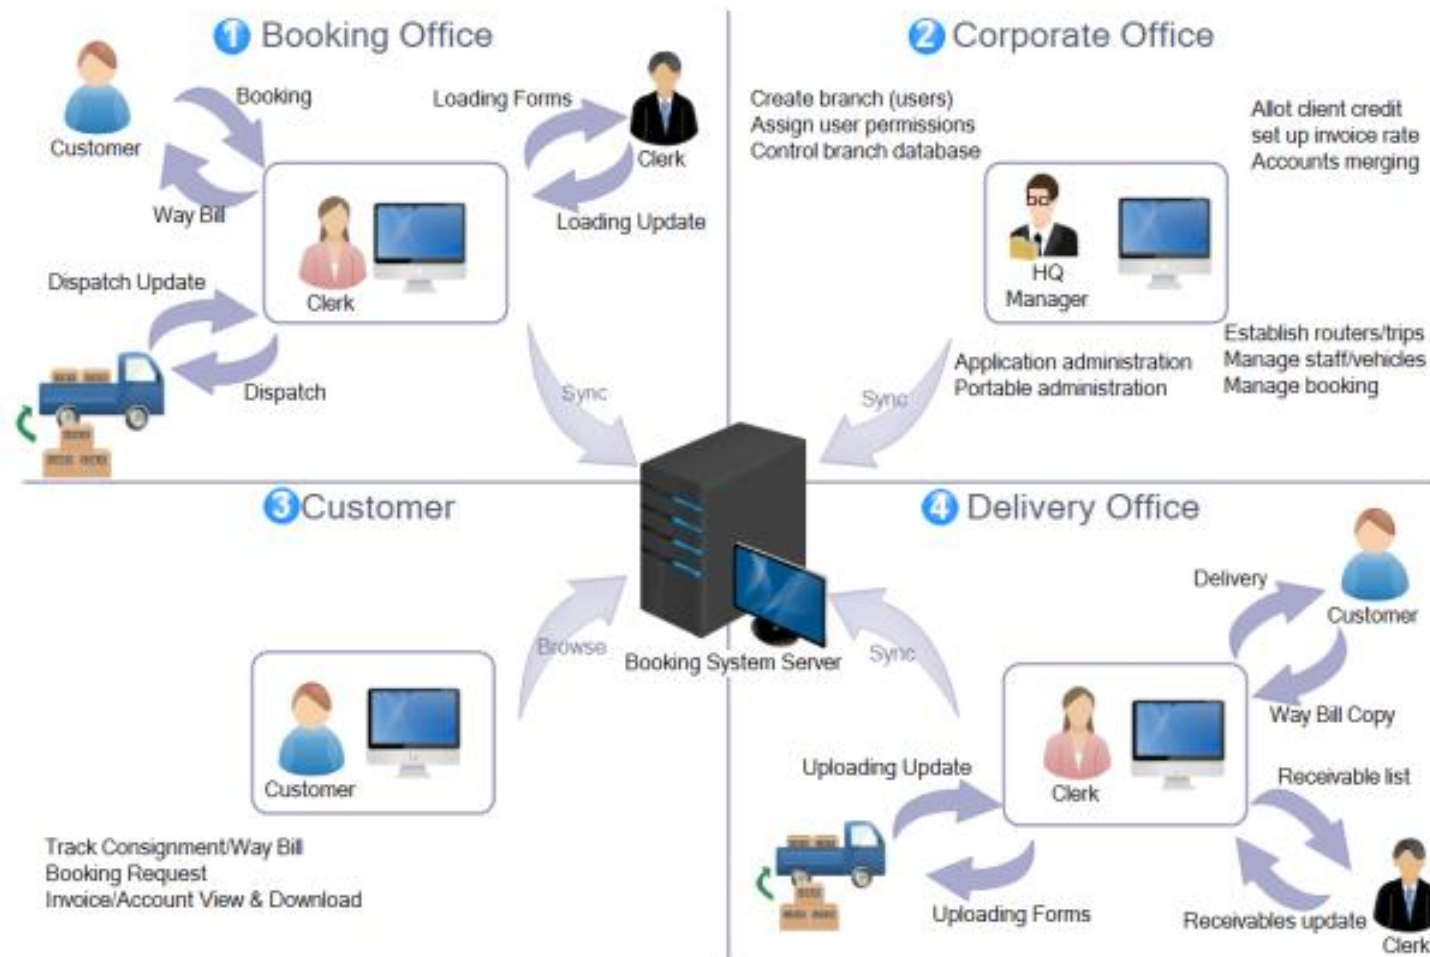 1 Booking Office
Customer
Booking
Way Bill
Loading Forms
Clerk
Loading Update
Clerk
Dispatch Update
Dispatch
Sync
2 Corporate Office
Create branch (users)
Assign user permissions
Control branch database
Allot client credit
set up invoice rate
Accounts merging
HQ
Manager
Application administration
Portable administration
Establish routers/trips
Manage staff/vehicles
Manage booking
Sync
3 Customer
Customer
Browse
Track Consignment/Way Bill
Booking Request
Invoice/Account View & Download
Booking System Server
4 Delivery Office
Sync
Delivery
Customer
Way Bill Copy
Clerk
Uploading Update
Uploading Forms
Receivable list
Receivables update
Clerk